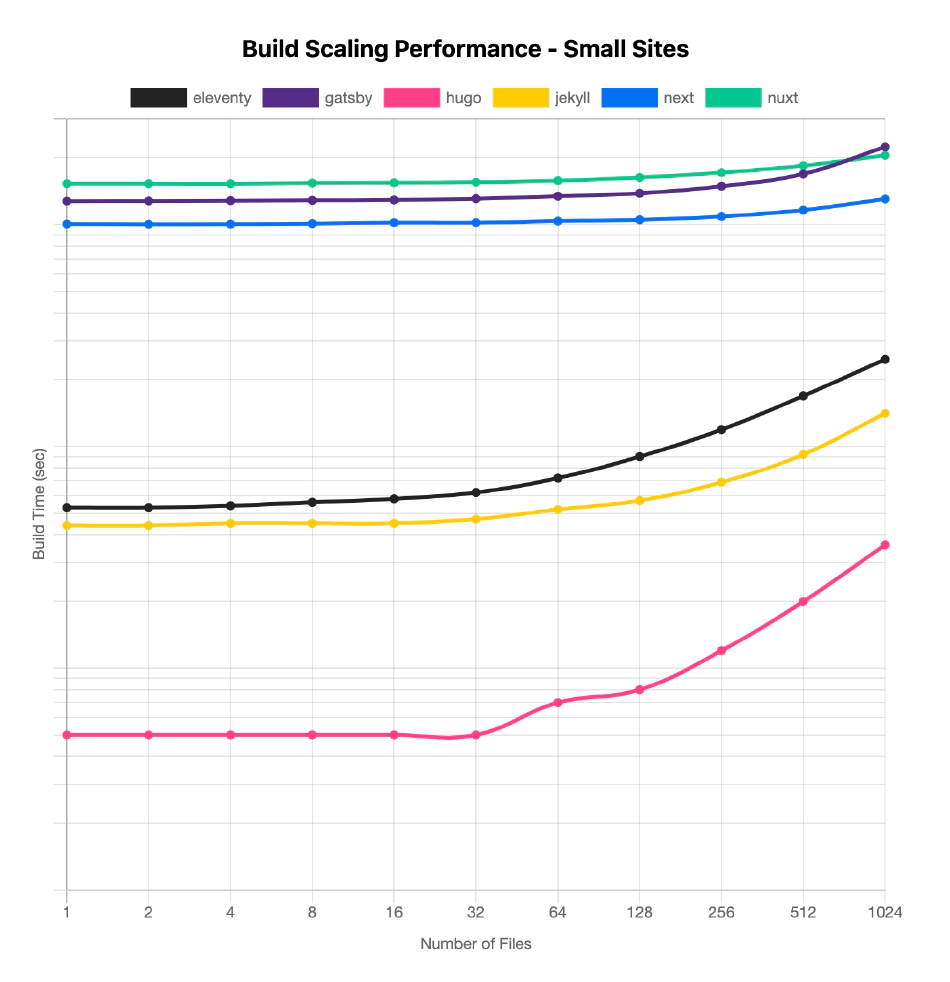 Build Scaling Performance - Small Sites
eleventy gatsby hugo jekyll next nuxt
Build Time (sec)
1 2 4 8 16 32 64 128 256 512 1024
Number of Files